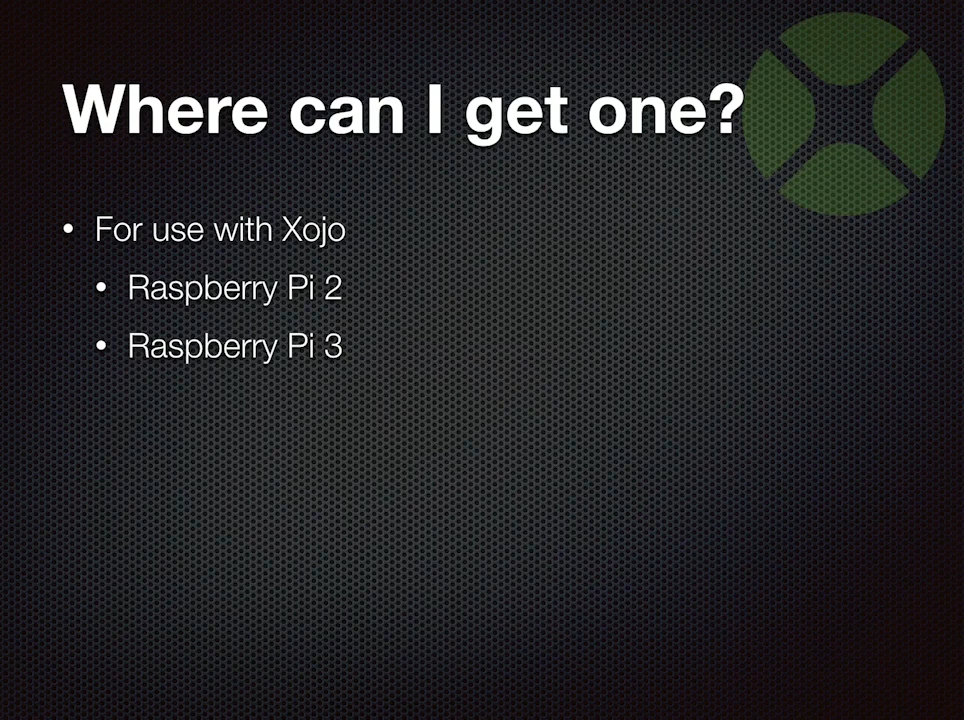 Where can I get one?
• For use with Xojo
• Raspberry Pi 2
• Raspberry Pi 3